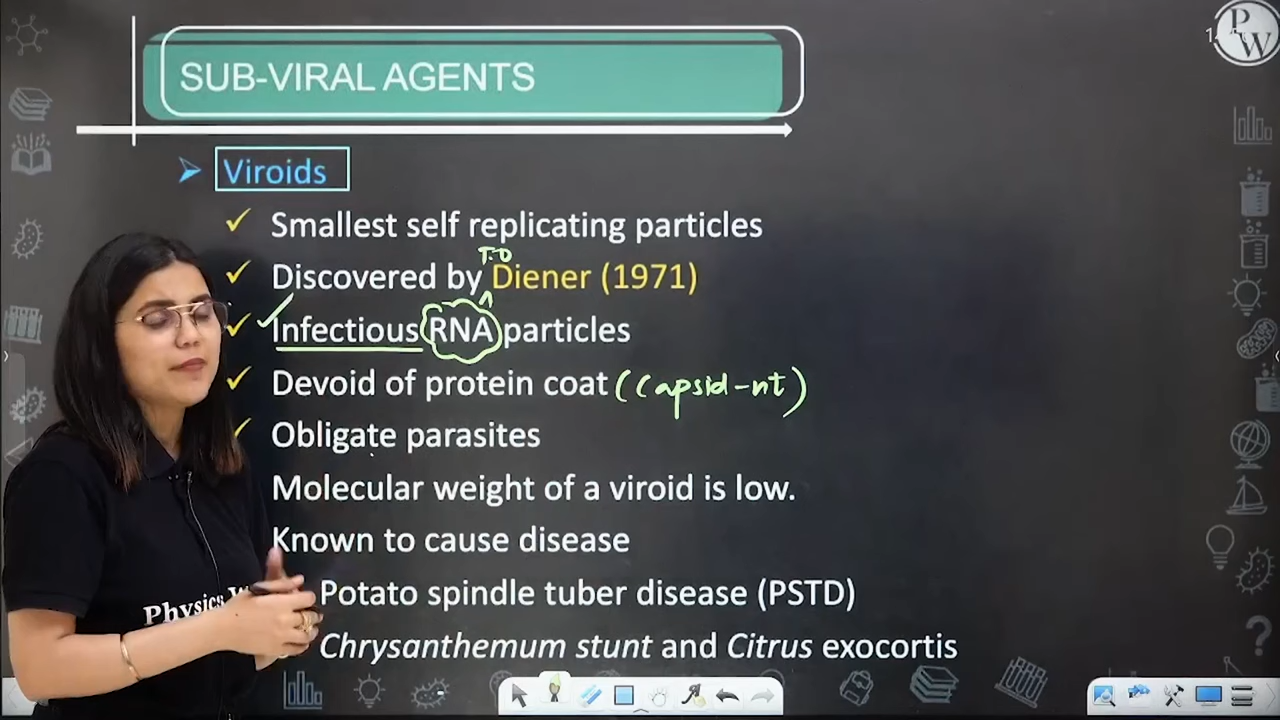 SUB-VIRAL AGENTS
PW
Viroids
Smallest self replicating particles
T.O
Discovered by Diener (1971)
Infectious RNA particles
Devoid of protein coat (Capsid-nt)
Obligate parasites
Molecular weight of a viroid is low.
Known to cause disease
Potato spindle tuber disease (PSTD)
Chrysanthemum stunt and Citrus exocortis
Physics W